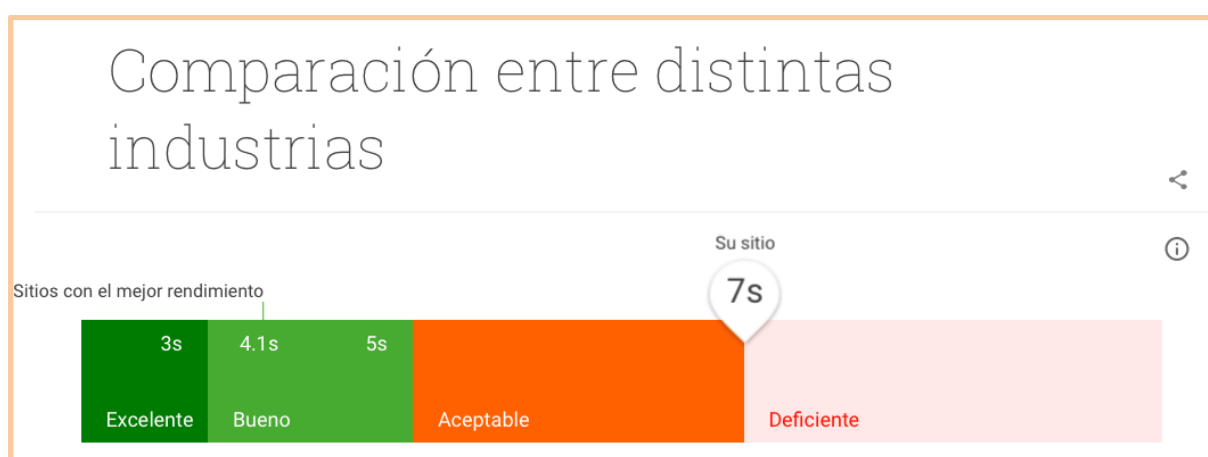 Comparación entre distintas
industrias
Su sitio
7s
Sitios con el mejor rendimiento
3s 4.1s 5s
Excelente Bueno Aceptable Deficiente